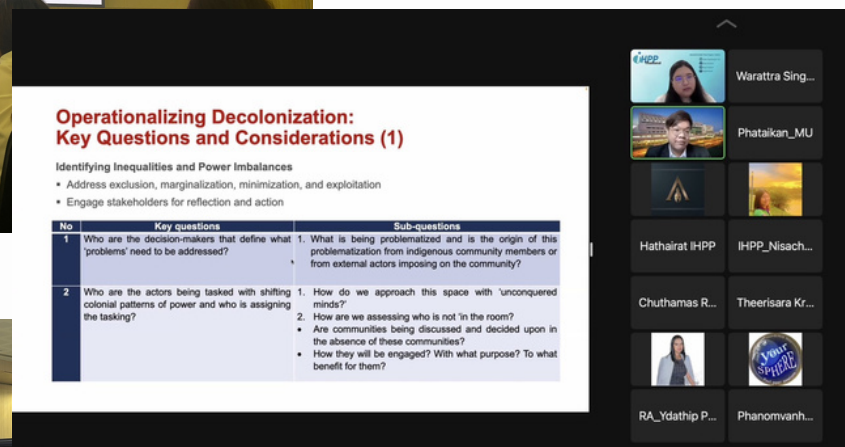 Operationalizing Decolonization:
Key Questions and Considerations (1)
Identifying Inequalities and Power Imbalances
▪ Address exclusion, marginalization, minimization, and exploitation
▪ Engage stakeholders for reflection and action
No Key questions Sub-questions
1 Who are the decision-makers that define what 'problems' need to be addressed?
1. What is being problematized and is the origin of this
problematization from indigenous community members or
from external actors imposing on the community?
2 Who are the actors being tasked with shifting
colonial patterns of power and who is assigning
the tasking?
1. How do we approach this space with 'unconquered
minds?'
2. How are we assessing who is not 'in the room?
• Are communities being discussed and decided upon in
the absence of these communities?
• How they will be engaged? With what purpose? To what
benefit for them?
IHPP
Warattra Sing...
Phataikan_MU
Hathairat IHPP
IHPP_Nisach...
Chuthamas R...
Theerisara Kr...
your
SPHERE
RA_Ydathip P...
Phanomvanh...